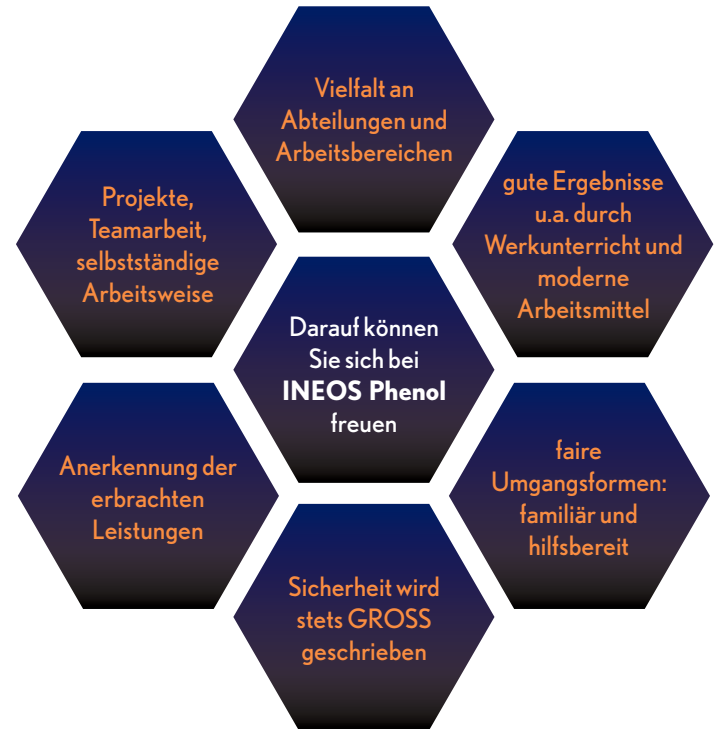 Vielfalt an
Abteilungen und
Arbeitsbereichen
Projekte,
Teamarbeit,
selbstständige
Arbeitsweise
gute Ergebnisse
u.a. durch
Werkunterricht und
moderne
Arbeitsmittel
Darauf können
Sie sich bei
INEOS Phenol
freuen
Anerkennung der
erbrachten
Leistungen
faire
Umgangsformen:
familiär und
hilfsbereit
Sicherheit wird
stets GROSS
geschrieben